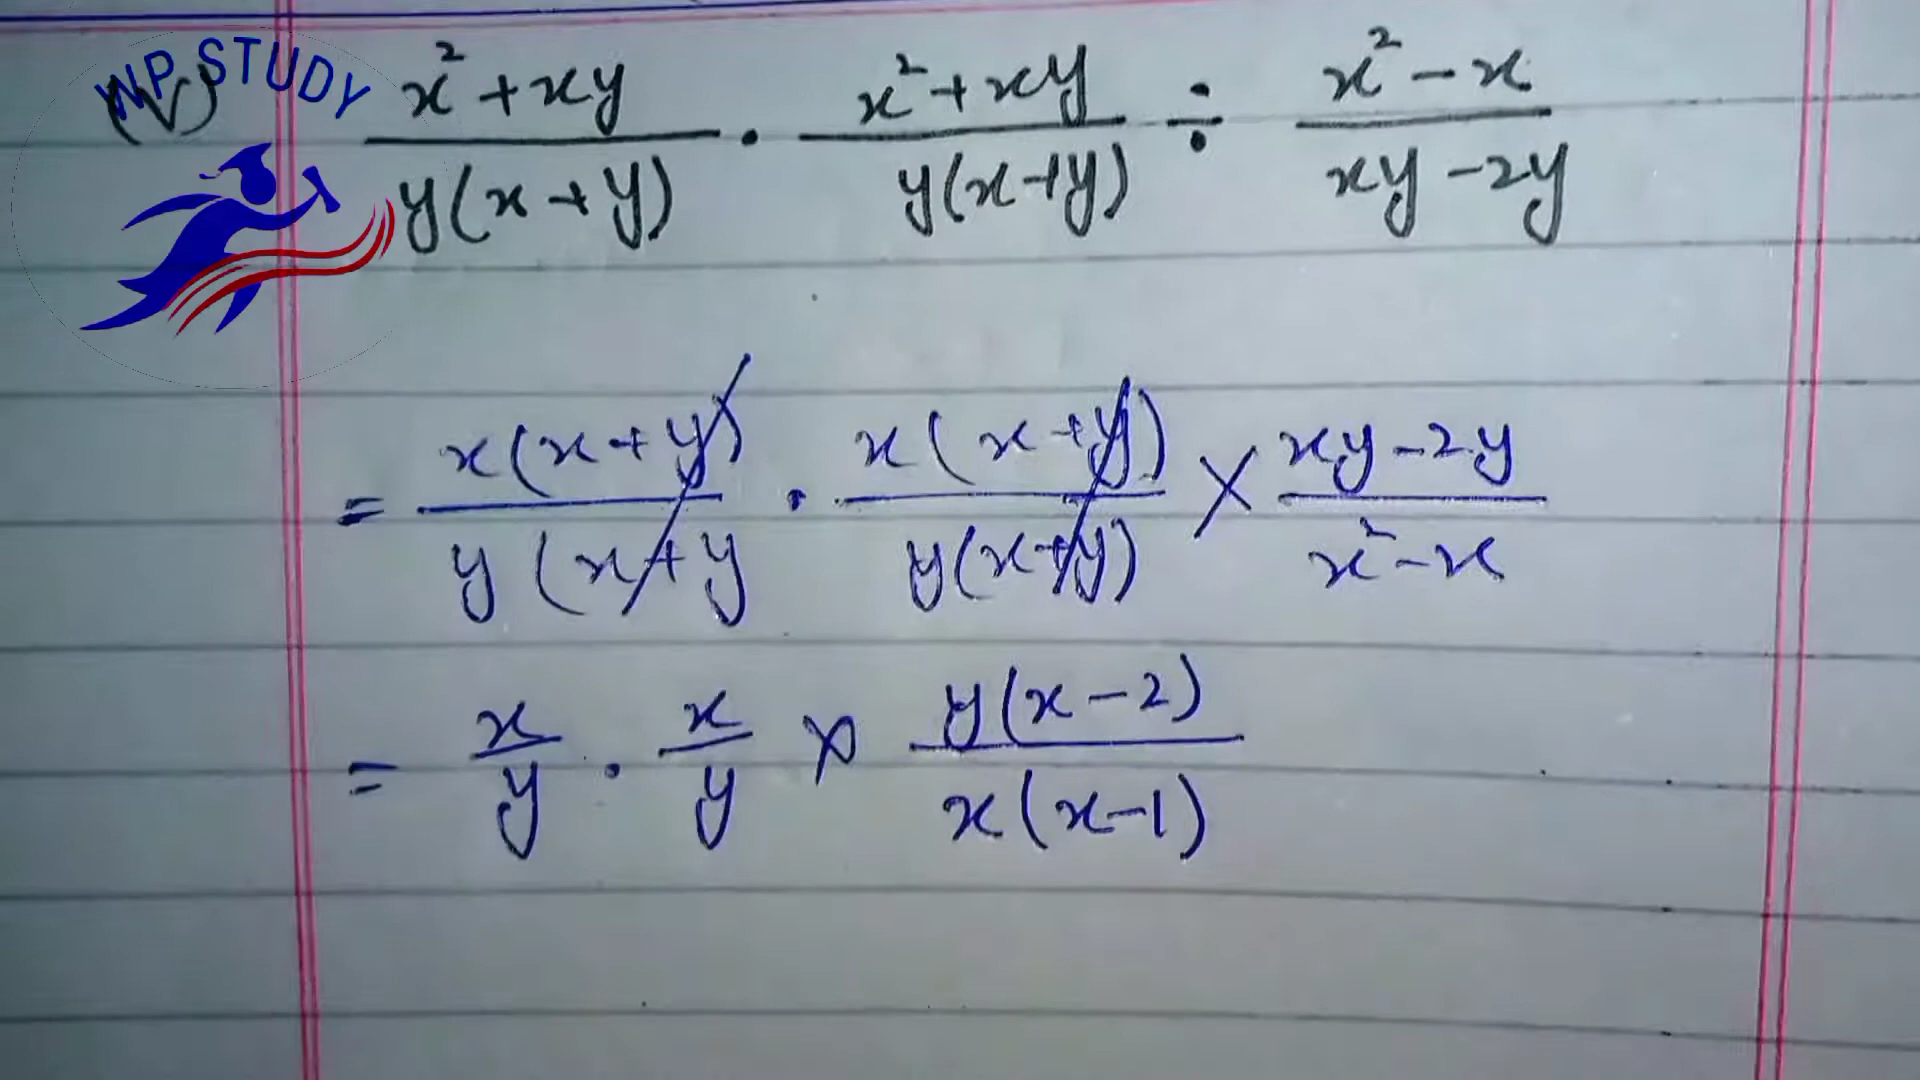 WP STUDY
(V) x²+xy / y(x+y) · x²+xy / y(x+y) ÷ x²-x / xy-2y
= x(x+y) / y(x+y · x(x+y) / y(x+y) × xy-2y / x²-x
= x/y · x/y × y(x-2) / x(x-1)